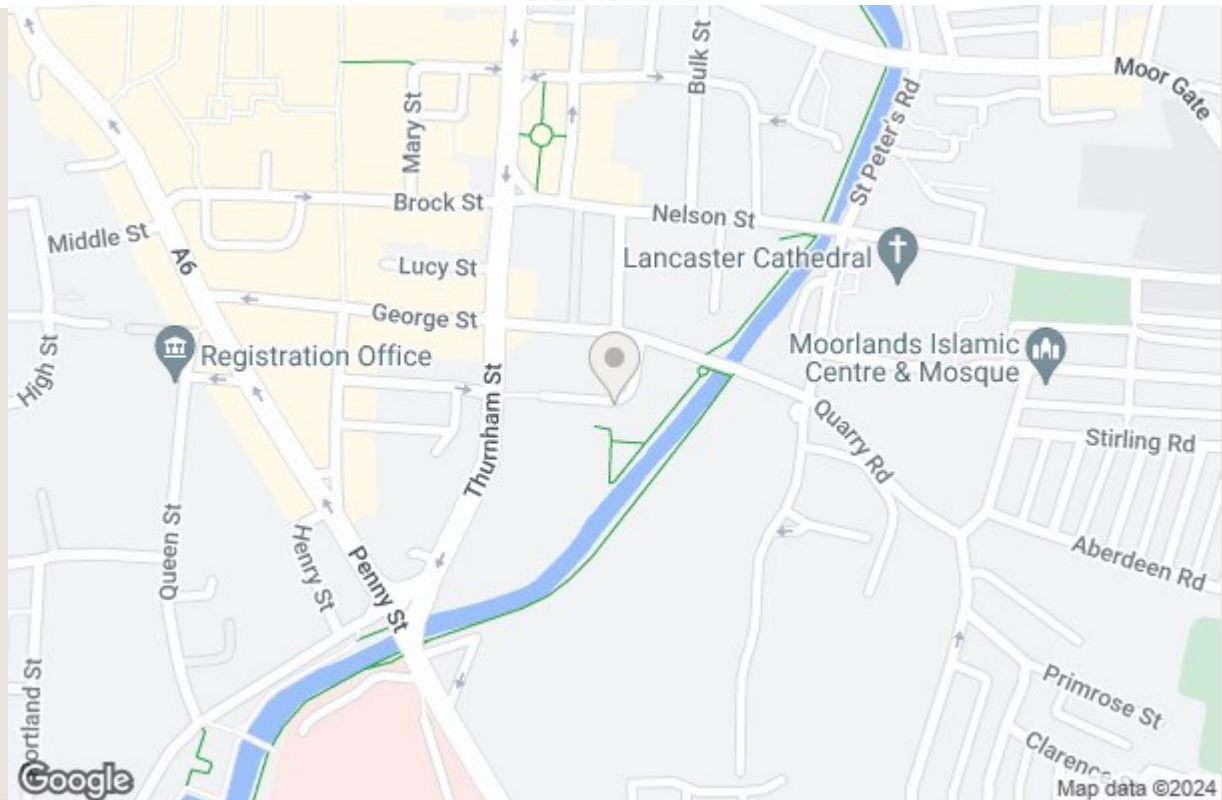 Bulk St
Moor Gate
Mary St
St Peter's Rd
Brock St
Nelson St
Middle St
Lancaster Cathedral
A6
Lucy St
George St
Registration Office
Moorlands Islamic
Centre & Mosque
High St
Thurnham St
Quarry Rd
Stirling Rd
Queen St
Henry St
Penny St
Aberdeen Rd
Primrose St
Clarence
Google
Map data ©2024